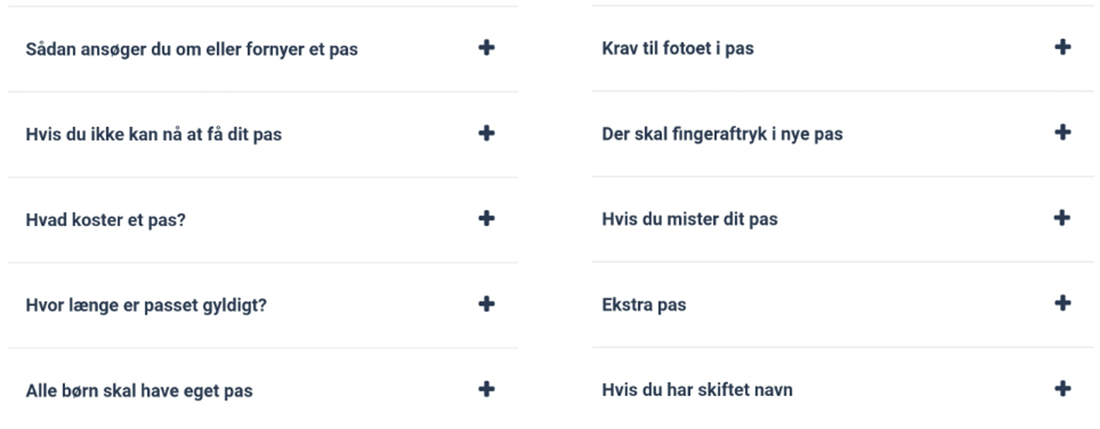 Sådan ansøger du om eller fornyer et pas
Hvis du ikke kan nå at få dit pas
Hvad koster et pas?
Hvor længe er passet gyldigt?
Alle børn skal have eget pas
Krav til fotoet i pas
Der skal fingeraftryk i nye pas
Hvis du mister dit pas
Ekstra pas
Hvis du har skiftet navn